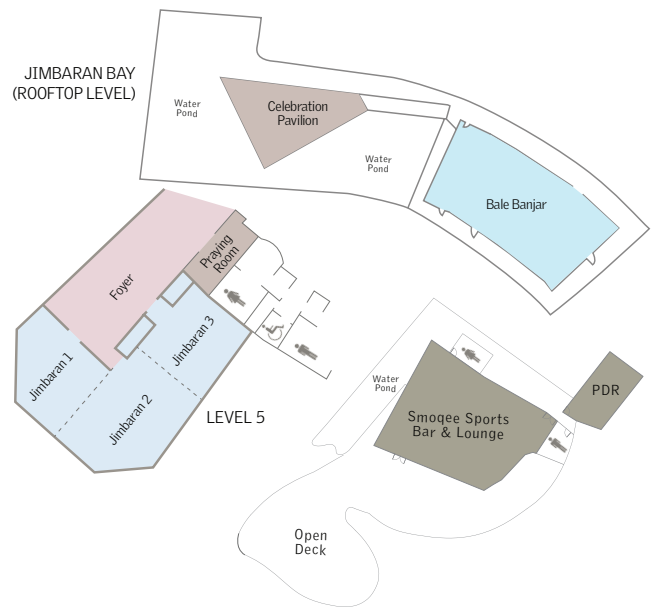 JIMBARAN BAY
(ROOFTOP LEVEL)
Water
Pond
Celebration
Pavilion
Water
Pond
Bale Banjar
Foyer
Praying
Room
Jimbaran 1
Jimbaran 2
Jimbaran 3
LEVEL 5
Water
Pond
Smoqee Sports
Bar & Lounge
PDR
Open
Deck